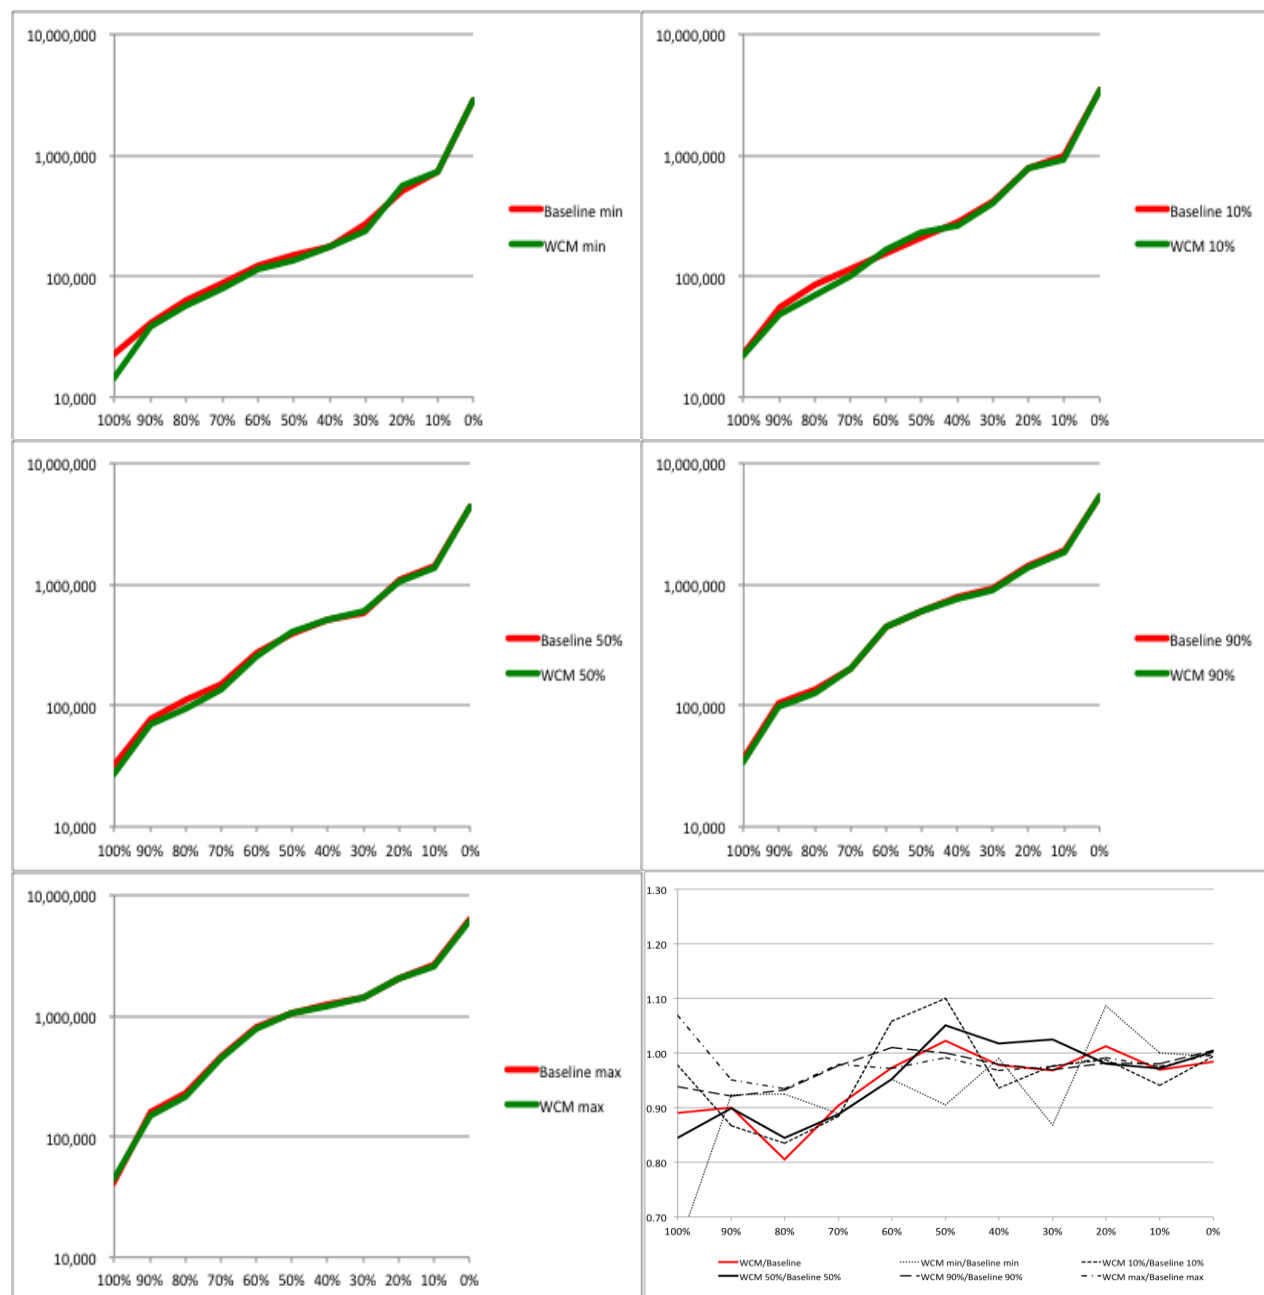 10,000,000
1,000,000
100,000
10,000
100% 90% 80% 70% 60% 50% 40% 30% 20% 10% 0%
Baseline min
WCM min
10,000,000
1,000,000
100,000
10,000
100% 90% 80% 70% 60% 50% 40% 30% 20% 10% 0%
Baseline 10%
WCM 10%
10,000,000
1,000,000
100,000
10,000
100% 90% 80% 70% 60% 50% 40% 30% 20% 10% 0%
Baseline 50%
WCM 50%
10,000,000
1,000,000
100,000
10,000
100% 90% 80% 70% 60% 50% 40% 30% 20% 10% 0%
Baseline 90%
WCM 90%
10,000,000
1,000,000
100,000
10,000
100% 90% 80% 70% 60% 50% 40% 30% 20% 10% 0%
Baseline max
WCM max
1.30
1.20
1.10
1.00
0.90
0.80
0.70
100% 90% 80% 70% 60% 50% 40% 30% 20% 10% 0%
WCM/Baseline WCM min/Baseline min WCM 10%/Baseline 10%
WCM 50%/Baseline 50% WCM 90%/Baseline 90% WCM max/Baseline max